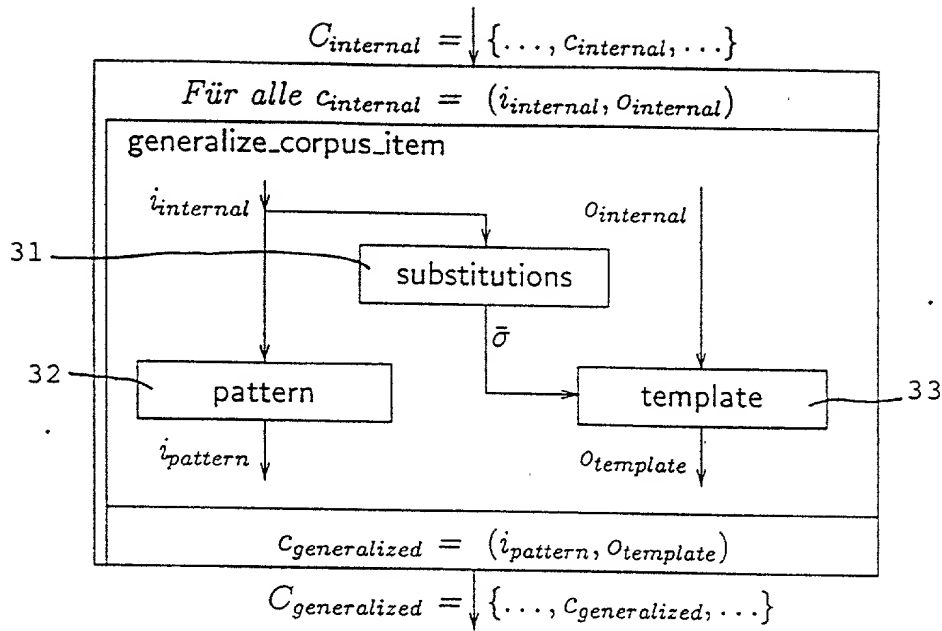 C_internal = {..., c_internal, ...}
Für alle c_internal = (i_internal, o_internal)
generalize_corpus_item
i_internal
o_internal
31
substitutions
σ̄
32
pattern
template
33
i_pattern
o_template
c_generalized = (i_pattern, o_template)
C_generalized = {..., c_generalized, ...}